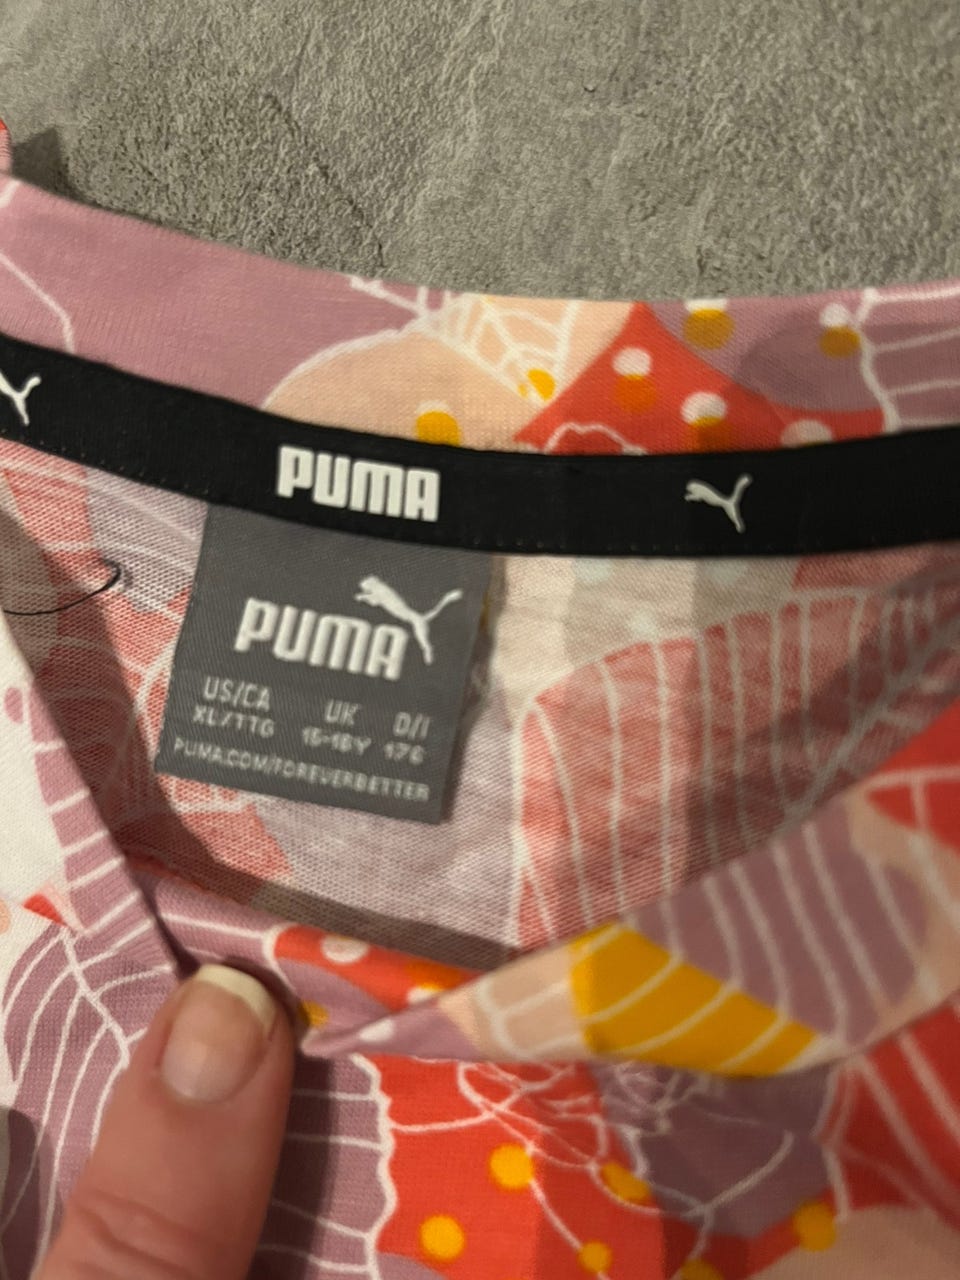 PUMA
PUMA
US/CA UK D/I
XL/TTG 15-16Y 176
PUMA.COM/FOREVERBETTER